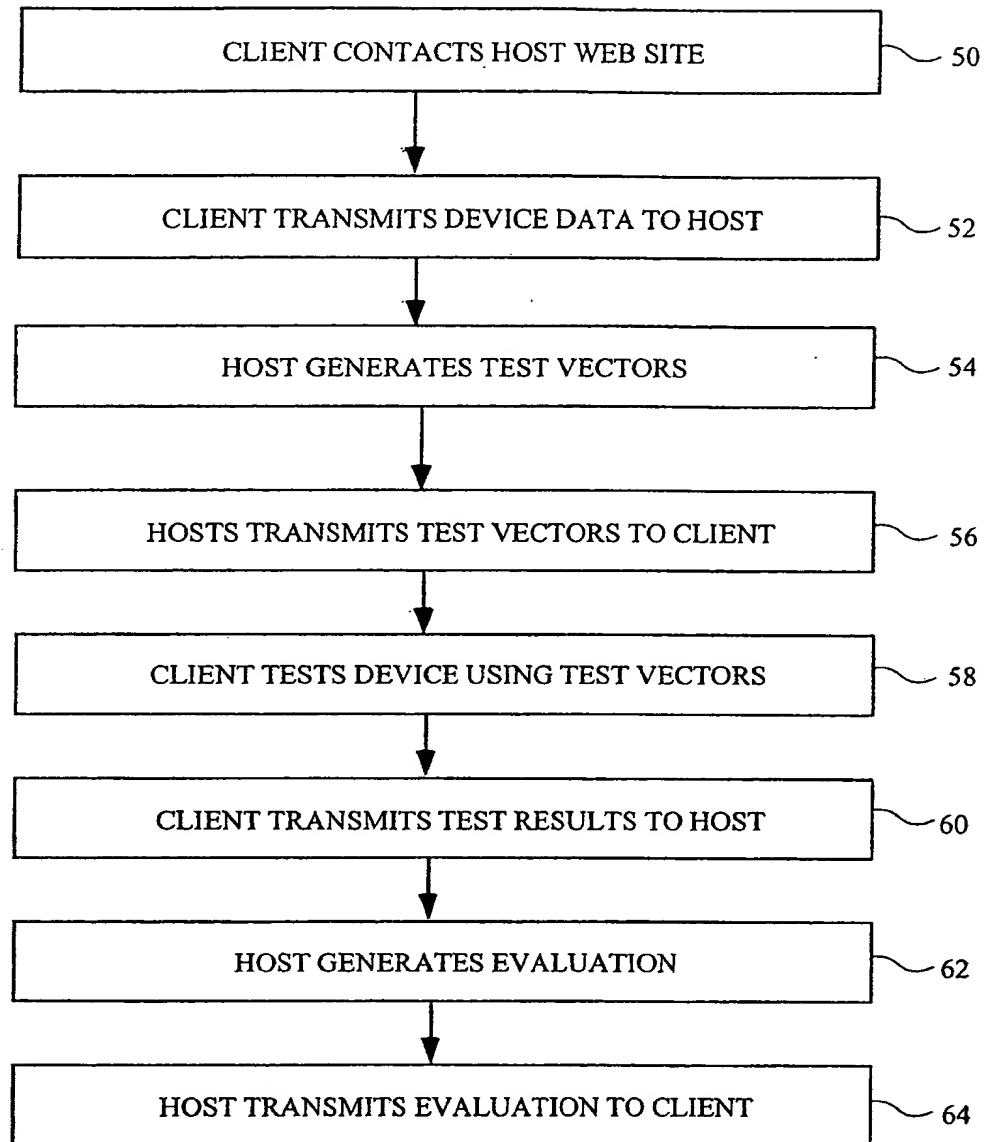 CLIENT CONTACTS HOST WEB SITE 50
CLIENT TRANSMITS DEVICE DATA TO HOST 52
HOST GENERATES TEST VECTORS 54
HOSTS TRANSMITS TEST VECTORS TO CLIENT 56
CLIENT TESTS DEVICE USING TEST VECTORS 58
CLIENT TRANSMITS TEST RESULTS TO HOST 60
HOST GENERATES EVALUATION 62
HOST TRANSMITS EVALUATION TO CLIENT 64